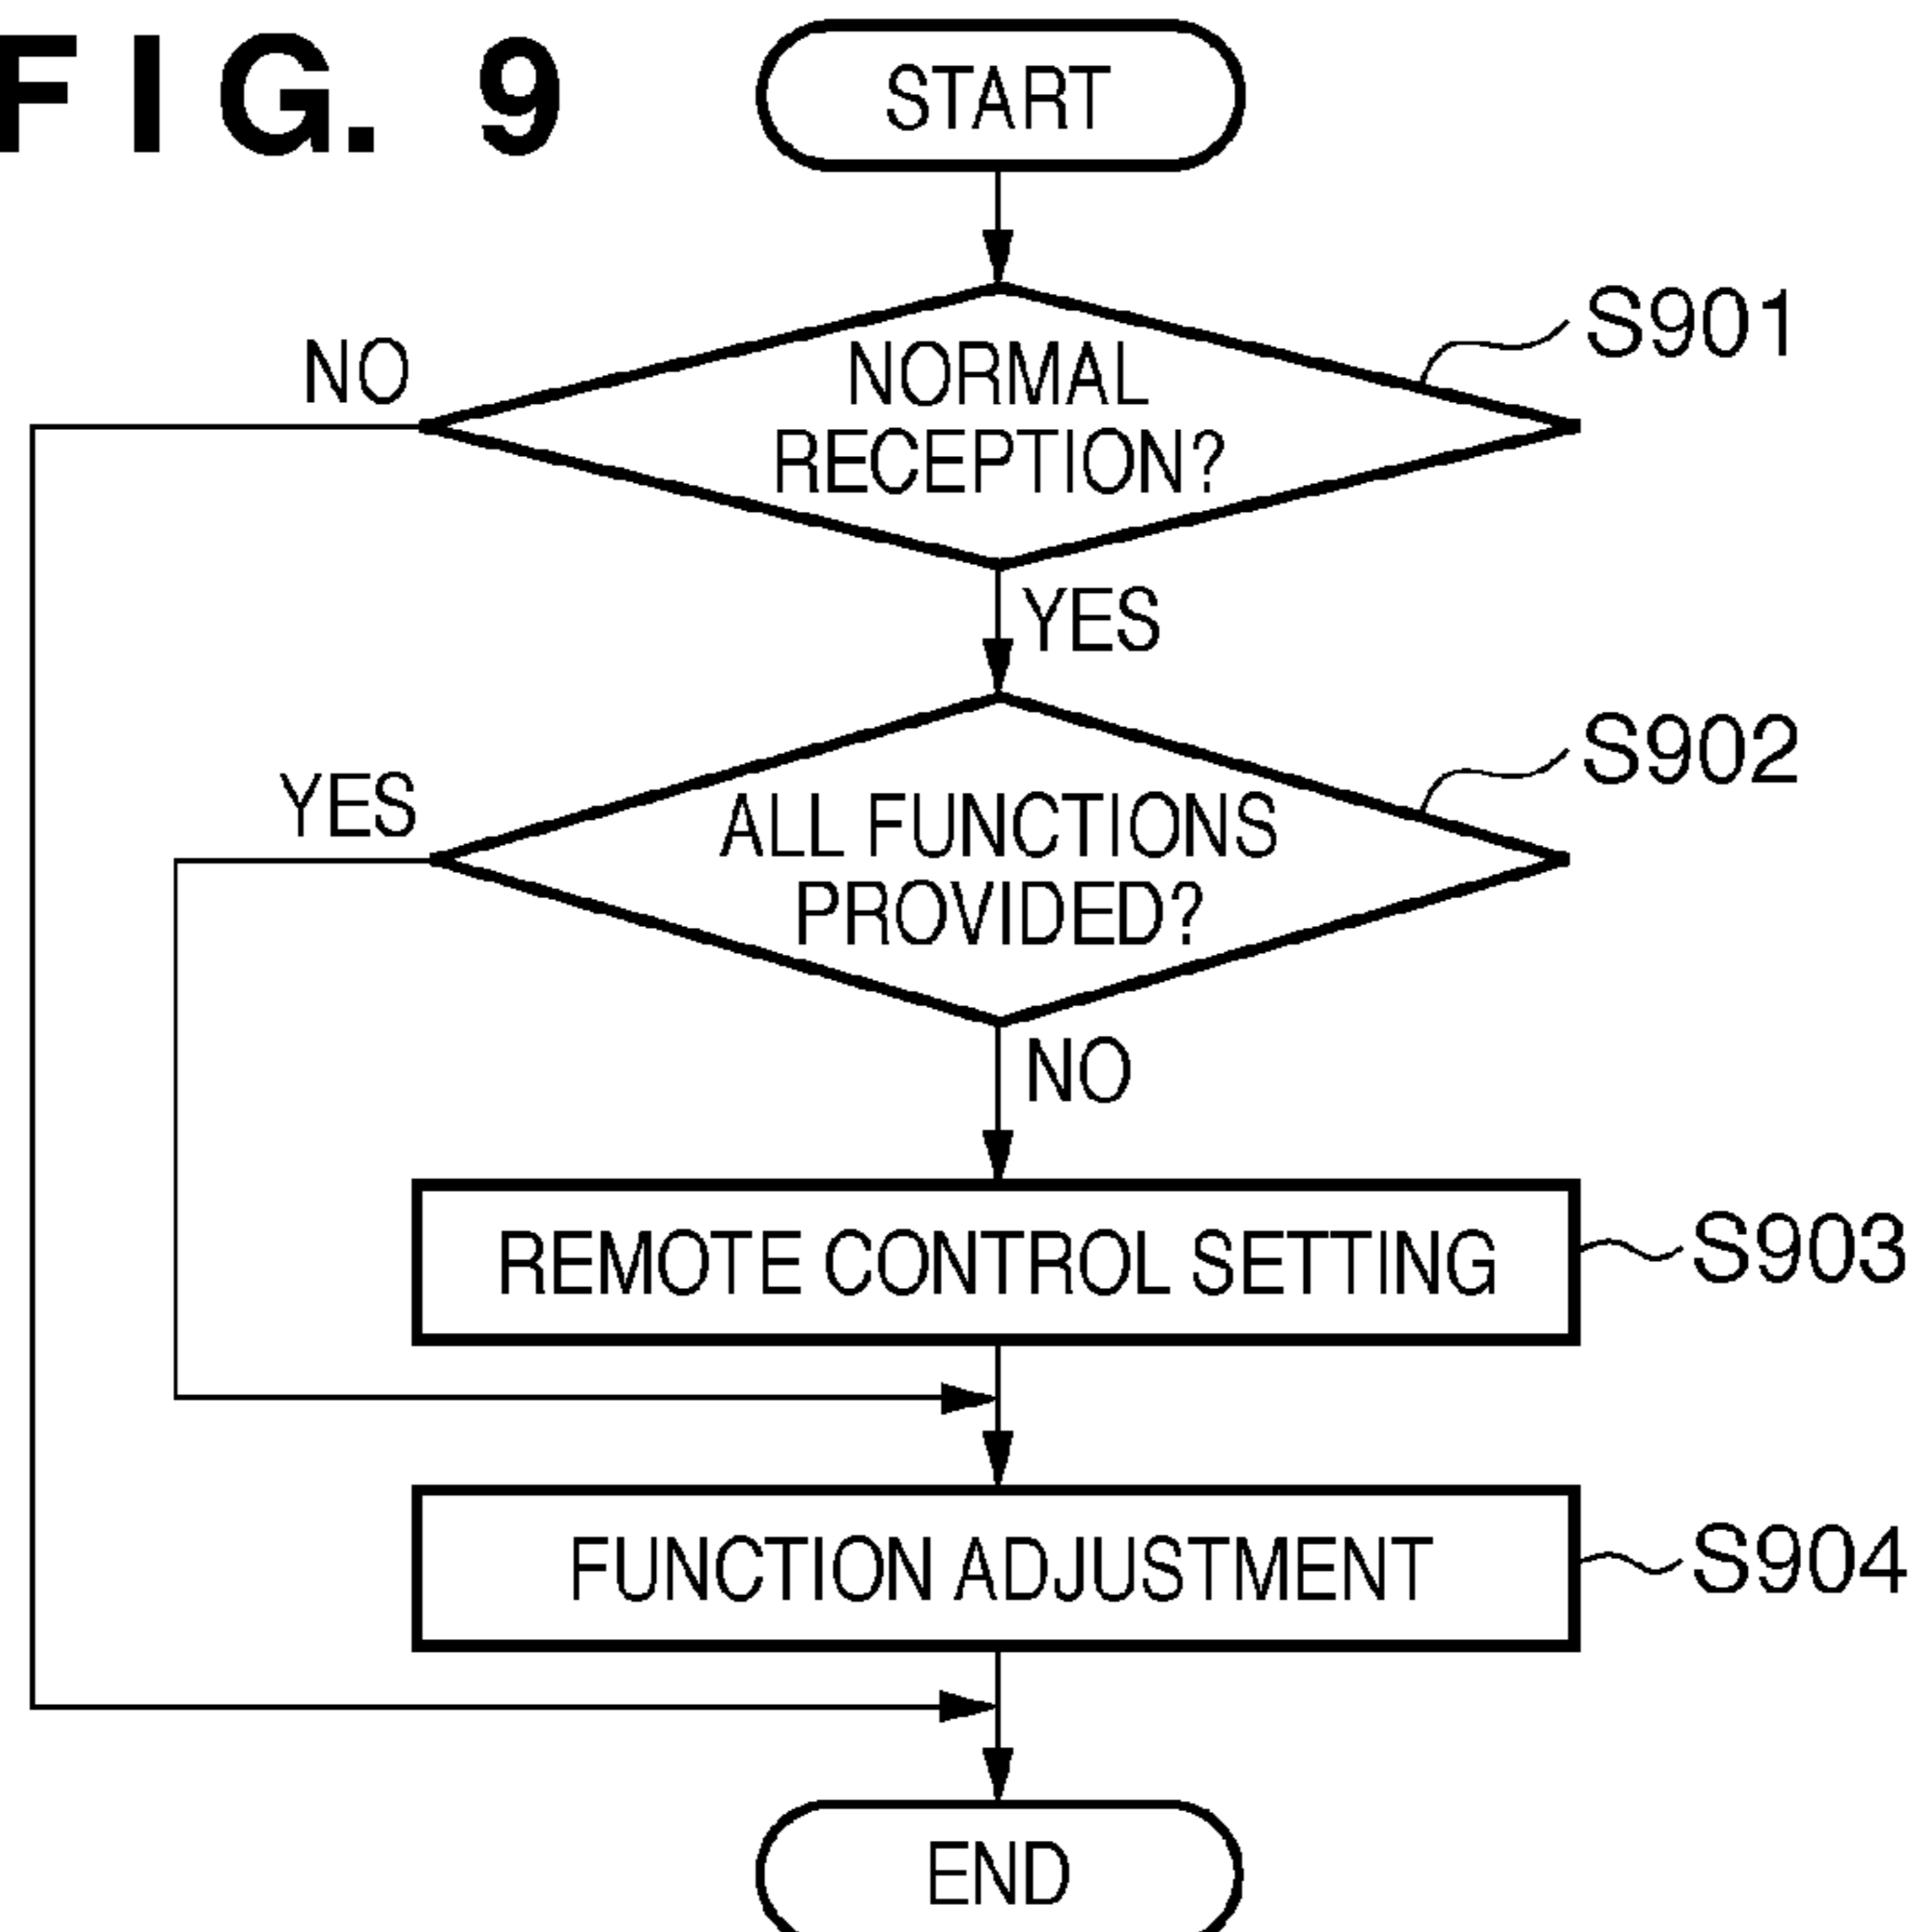 FIG. 9
START
S901
NO
NORMAL
RECEPTION?
YES
S902
YES
ALL FUNCTIONS
PROVIDED?
NO
REMOTE CONTROL SETTING
S903
FUNCTION ADJUSTMENT
S904
END